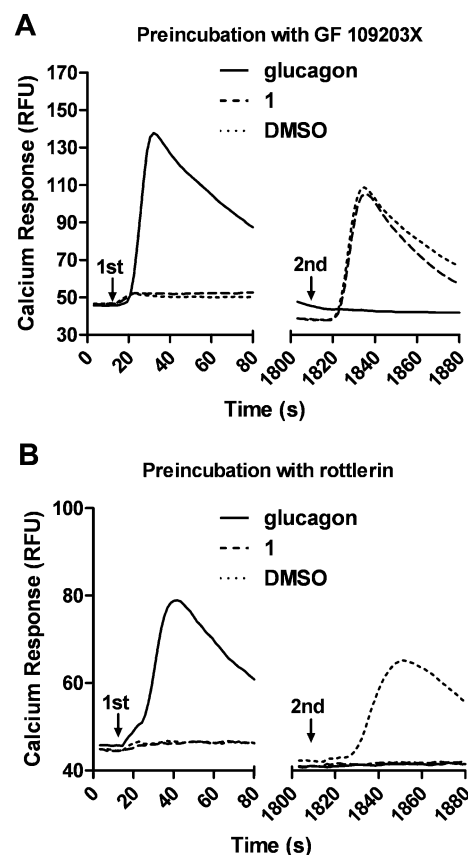 A
Preincubation with GF 109203X
glucagon
1
DMSO
Calcium Response (RFU)
170
150
130
110
90
70
50
30
1st
2nd
0
20
40
60
80
1800
1820
1840
1860
1880
Time (s)
B
Preincubation with rottlerin
glucagon
1
DMSO
Calcium Response (RFU)
100
80
60
40
1st
2nd
0
20
40
60
80
1800
1820
1840
1860
1880
Time (s)